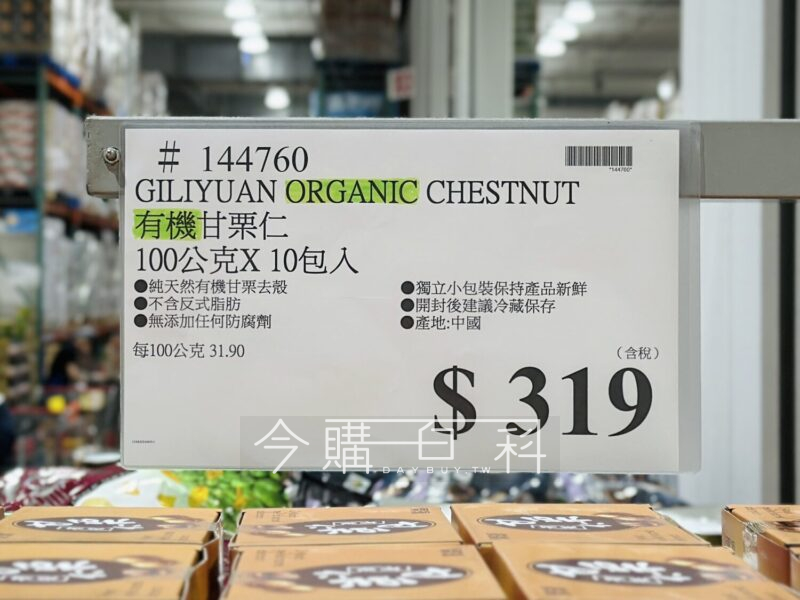 # 144760
*144760*
GILIYUAN ORGANIC CHESTNUT
有機甘栗仁
100公克X 10包入
●純天然有機甘栗去殼
●不含反式脂肪
●無添加任何防腐劑
●獨立小包裝保持產品新鮮
●開封後建議冷藏保存
●產地:中國
每100公克 31.90
(含稅)
$ 319
今購百科
DAYBUY.TW